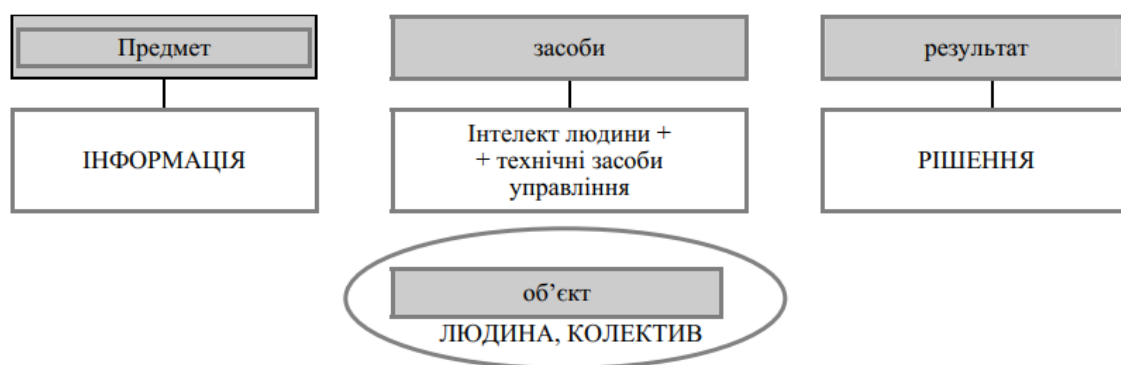 Предмет
засоби
результат
ІНФОРМАЦІЯ
Інтелект людини +
+ технічні засоби
управління
РІШЕННЯ
об’єкт
ЛЮДИНА, КОЛЕКТИВ